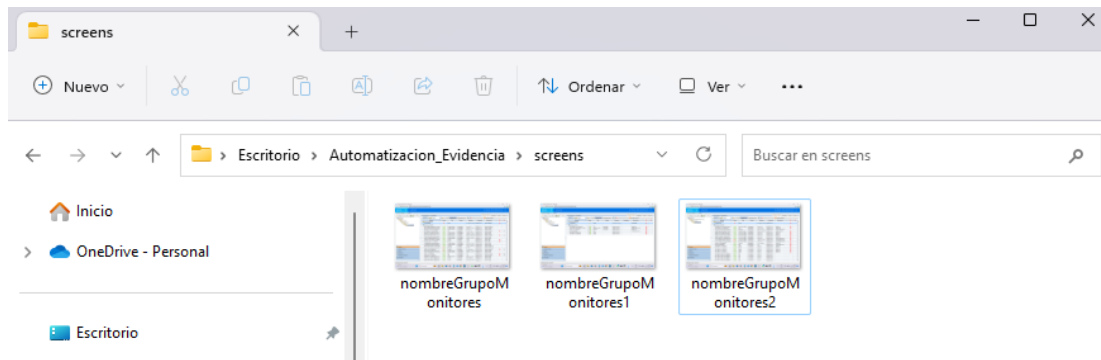 screens
Nuevo
Ordenar
Ver
Escritorio > Automatizacion_Evidencia > screens
Buscar en screens
Inicio
OneDrive - Personal
Escritorio
nombreGrupoM
onitores
nombreGrupoM
onitores1
nombreGrupoM
onitores2